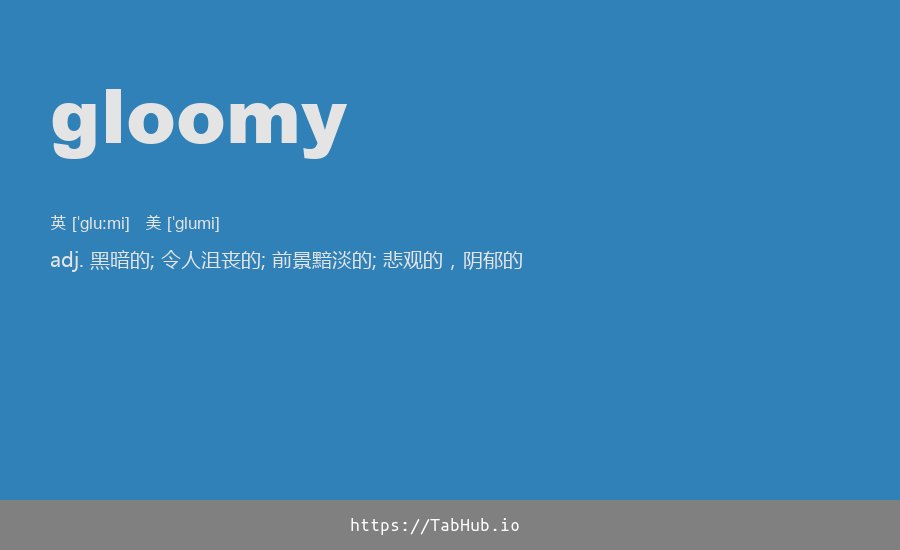 gloomy
英 ['glu:mi] 美 ['glumi]
adj. 黑暗的; 令人沮丧的; 前景黯淡的; 悲观的，阴郁的
https://TabHub.io